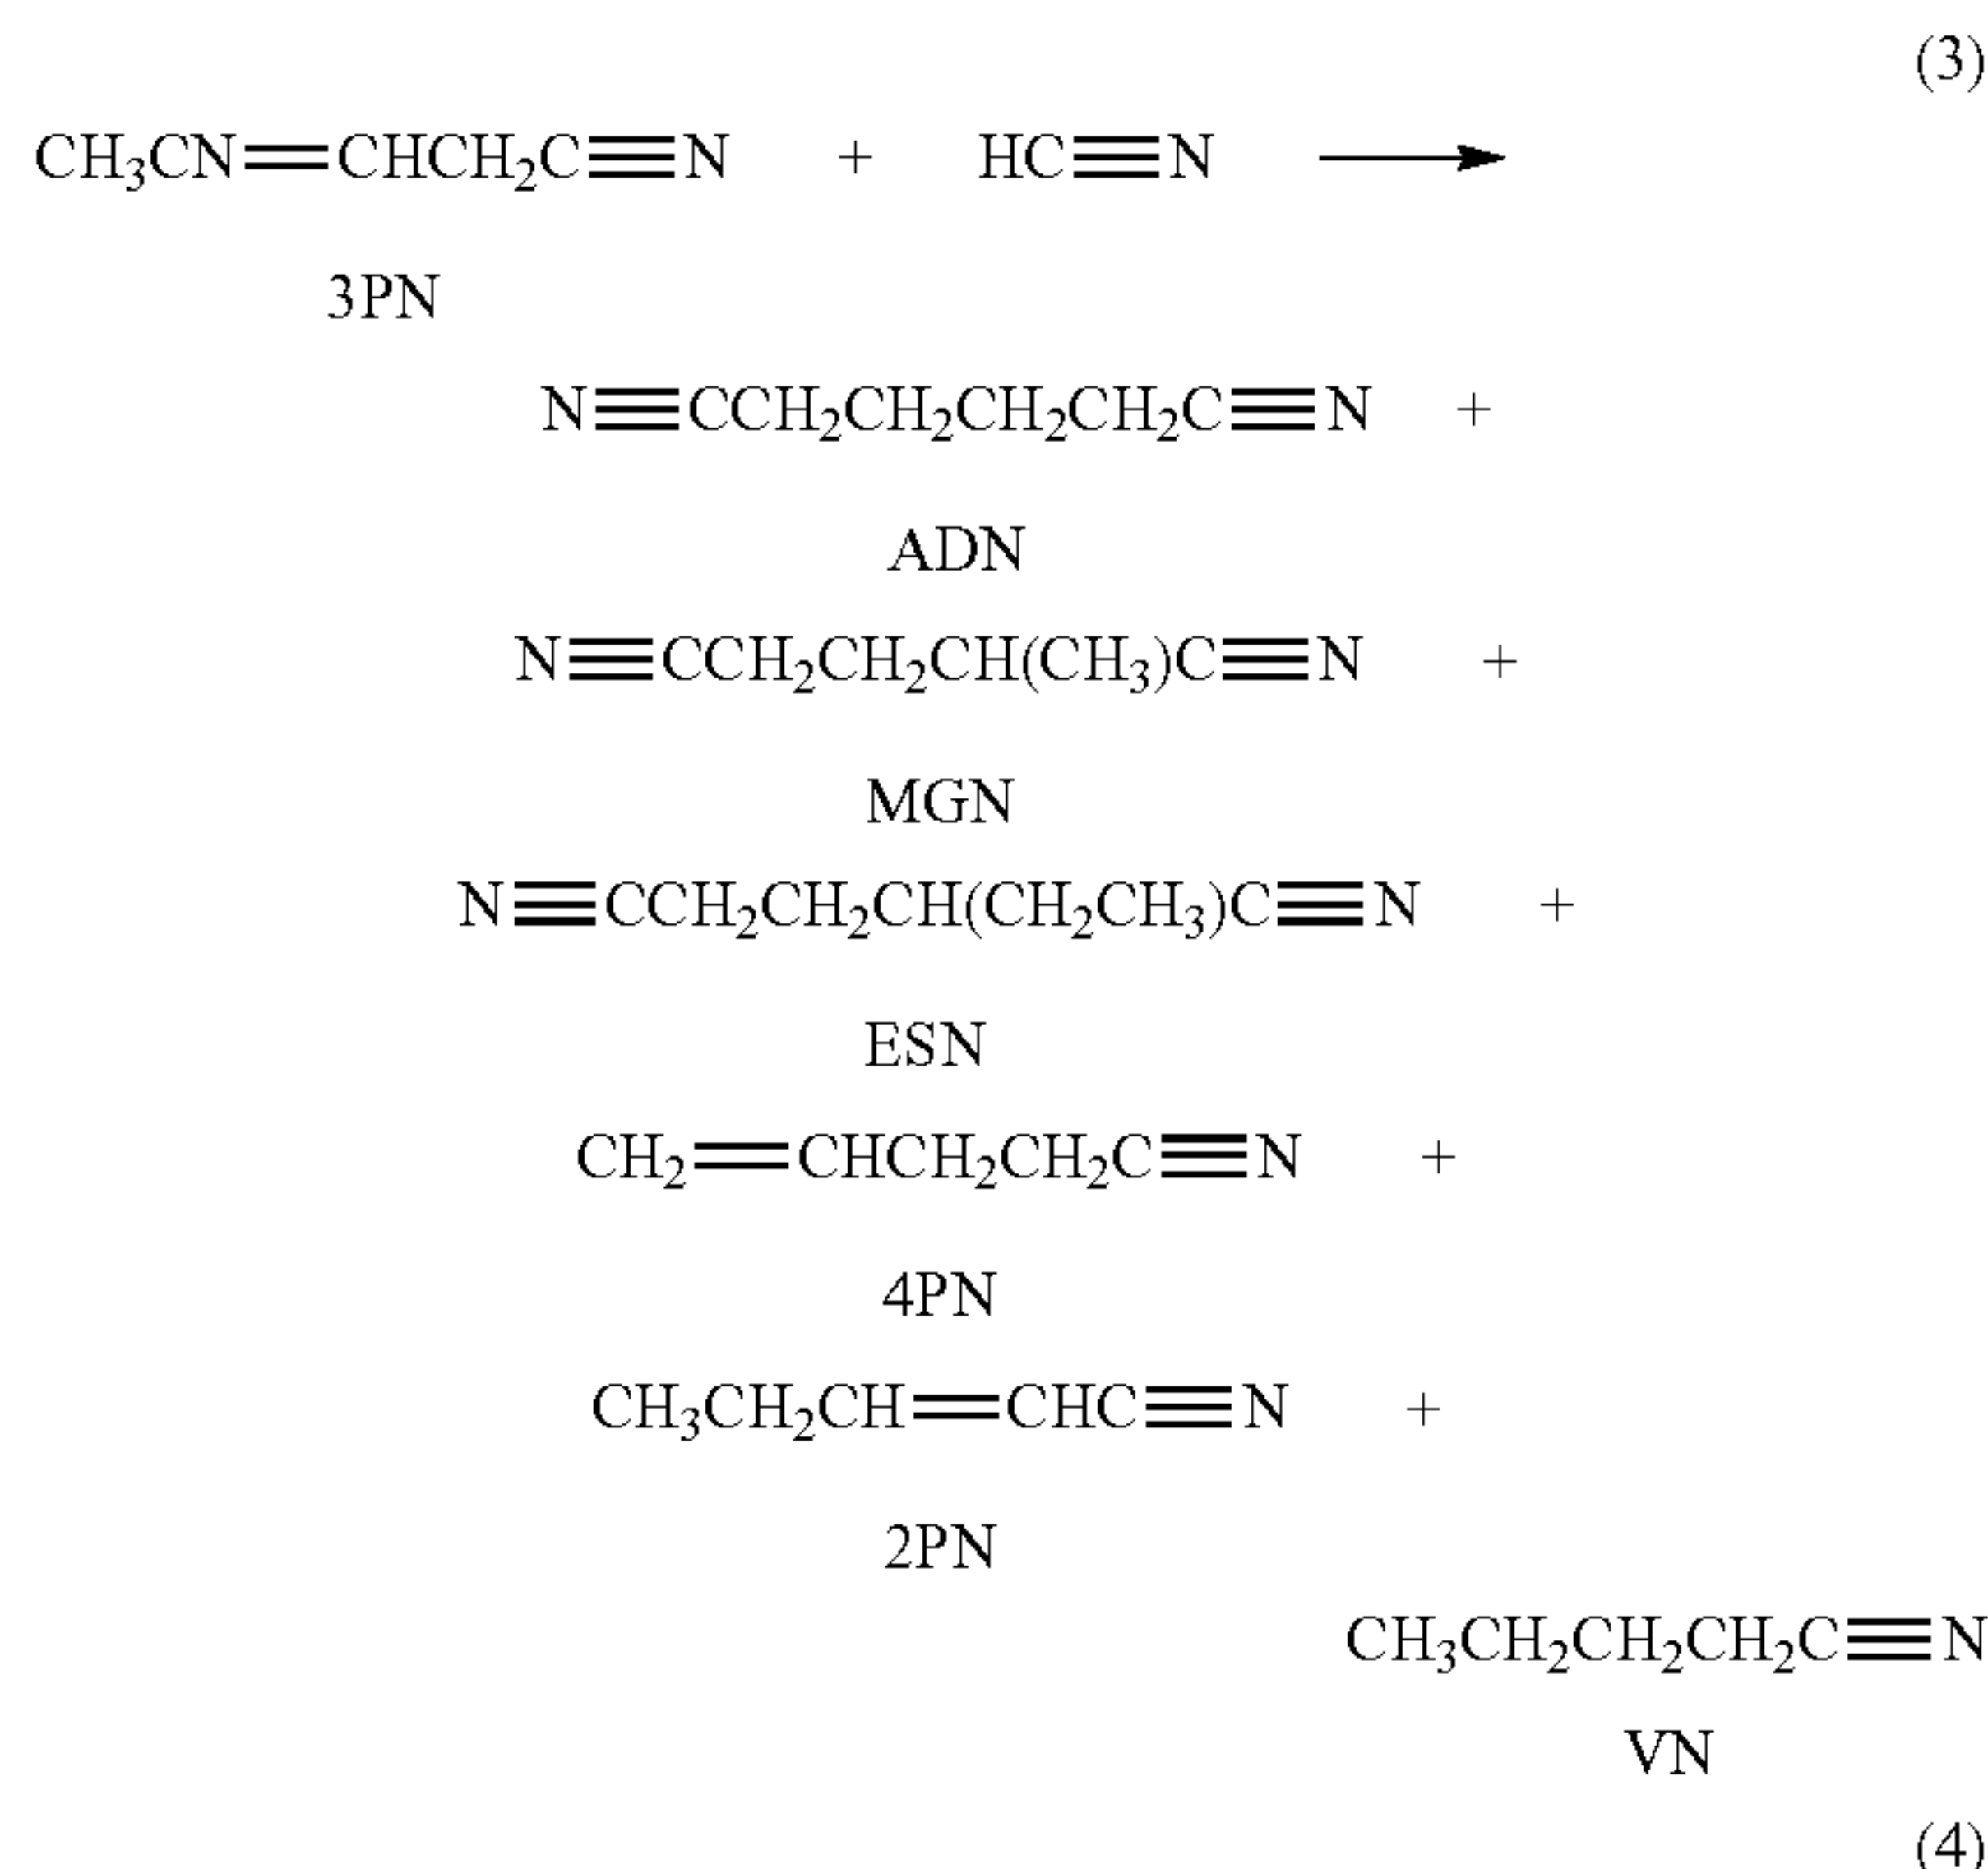 (3)
CH₃CN=CHCH₂C≡N + HC≡N ⟶
3PN
N≡CCH₂CH₂CH₂CH₂C≡N +
ADN
N≡CCH₂CH₂CH(CH₃)C≡N +
MGN
N≡CCH₂CH₂CH(CH₂CH₃)C≡N +
ESN
CH₂=CHCH₂CH₂C≡N +
4PN
CH₃CH₂CH=CHC≡N +
2PN
CH₃CH₂CH₂CH₂C≡N
VN
(4)